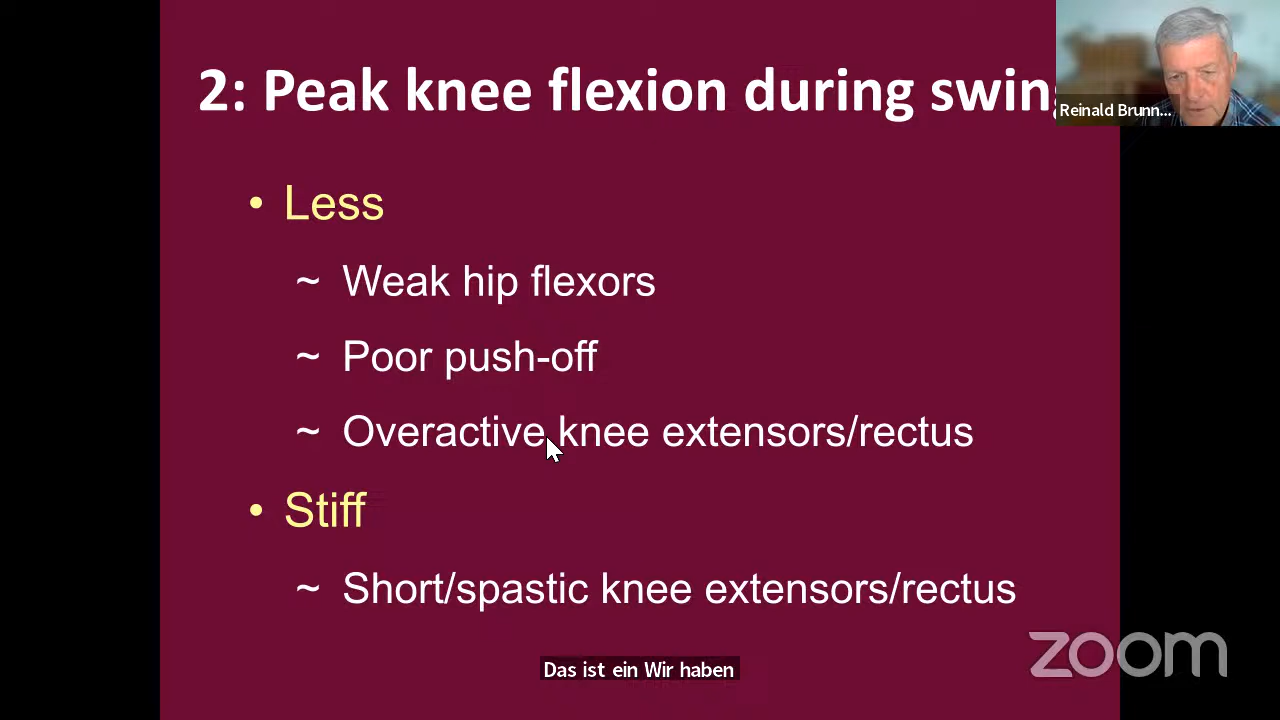 2: Peak knee flexion during swin
Reinald Brunn...
• Less
~ Weak hip flexors
~ Poor push-off
~ Overactive knee extensors/rectus
• Stiff
~ Short/spastic knee extensors/rectus
zoom
Das ist ein Wir haben